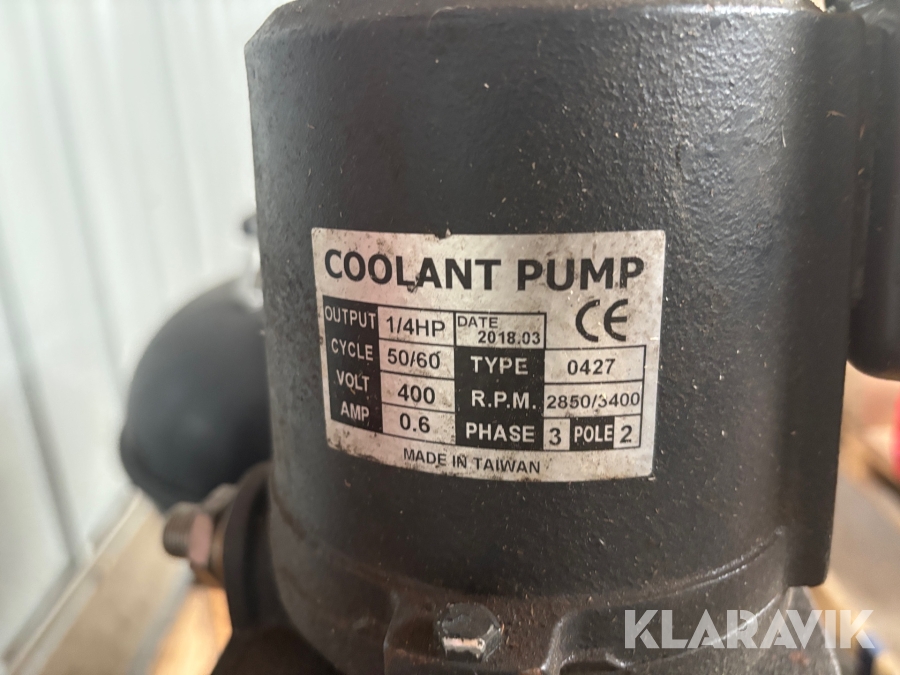 COOLANT PUMP
OUTPUT 1/4HP DATE 2018.03 CE
CYCLE 50/60 TYPE 0427
VOLT 400 R.P.M. 2850/3400
AMP 0.6 PHASE 3 POLE 2
MADE IN TAIWAN
KLARAVIK